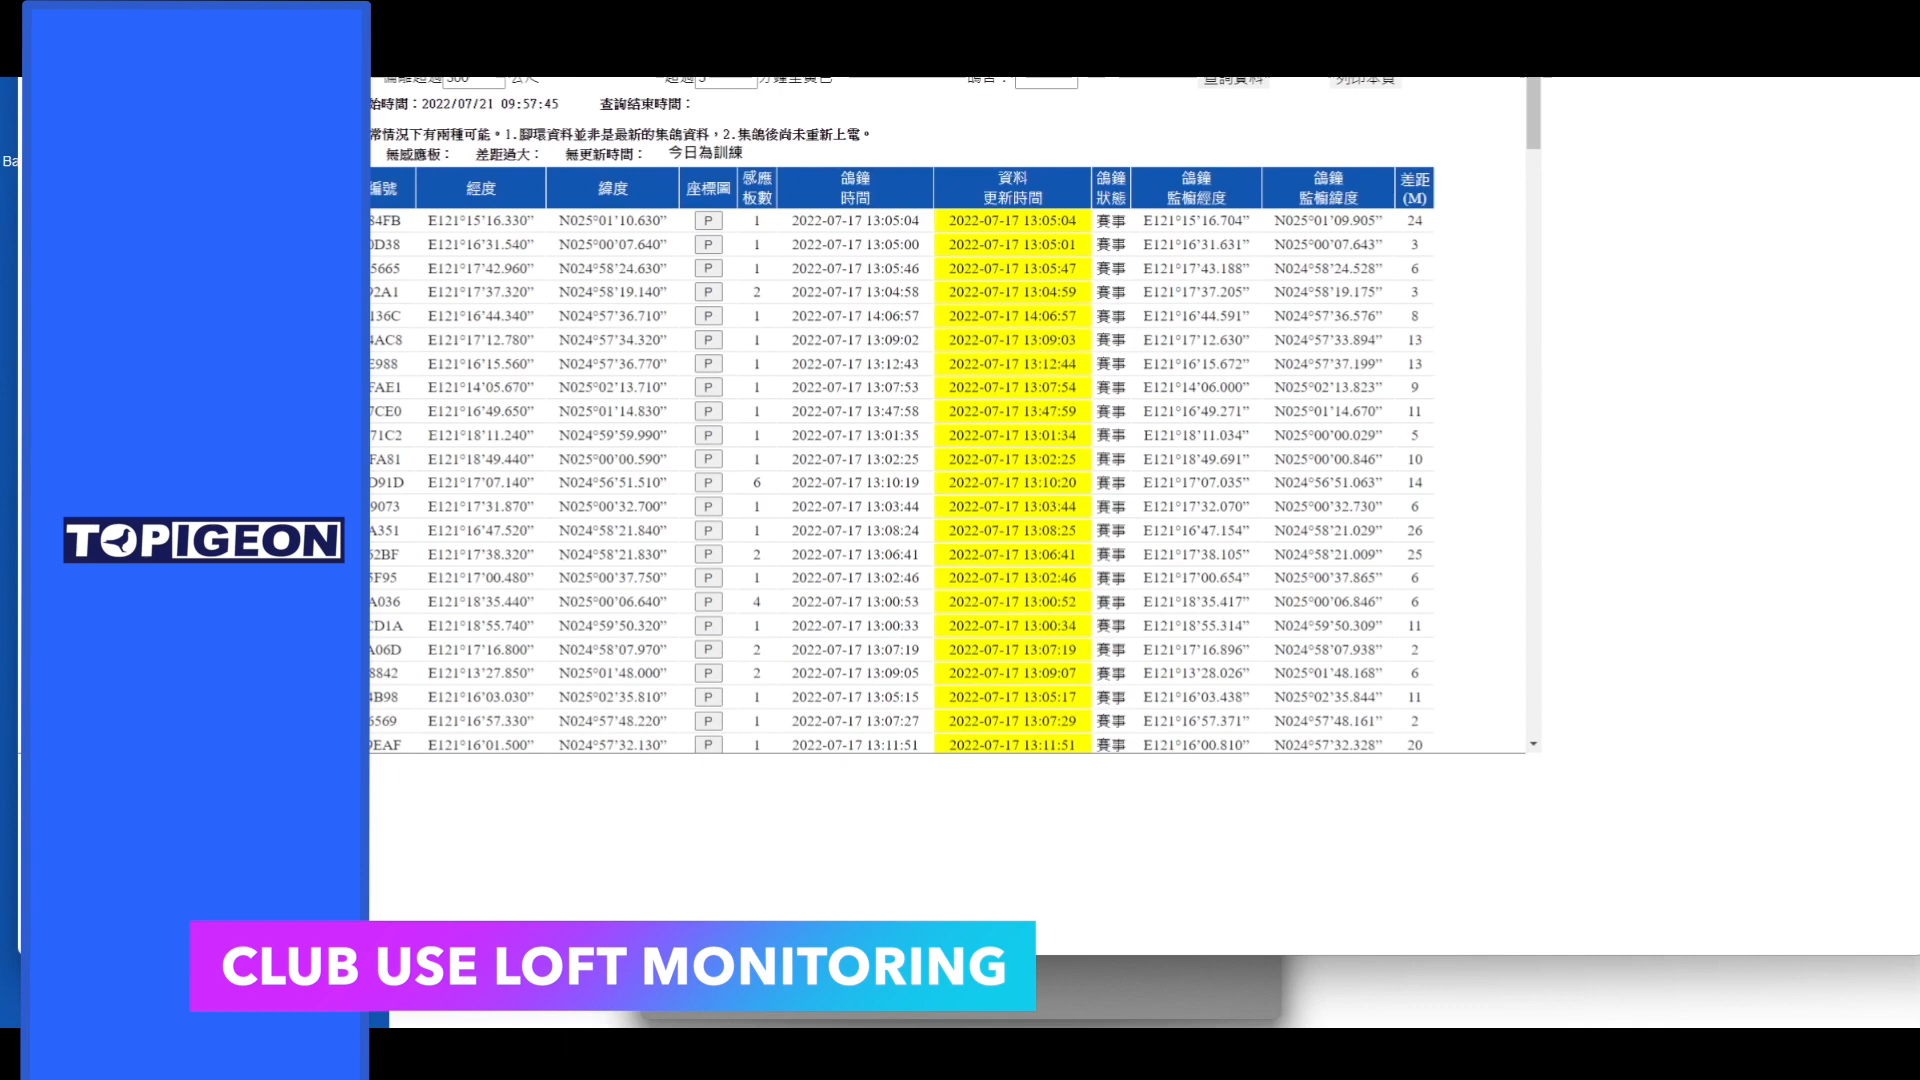 偏離超過 300 公尺 超過 5 分鐘呈黃色 鴿舍： 查詢資料 列印本頁
始時間：2022/07/21 09:57:45 查詢結束時間：
常情況下有兩種可能。1.腳環資料並非是最新的集鴿資料，2.集鴿後尚未重新上電。
Ba
無感應板： 差距過大： 無更新時間： 今日為訓練
編號 經度 緯度 座標圖 感應板數 鴿鐘時間 資料更新時間 鴿鐘狀態 鴿鐘監櫥經度 鴿鐘監櫥緯度 差距(M)
84FB E121°15’16.330” N025°01’10.630” P 1 2022-07-17 13:05:04 2022-07-17 13:05:04 賽事 E121°15’16.704” N025°01’09.905” 24
0D38 E121°16’31.540” N025°00’07.640” P 1 2022-07-17 13:05:00 2022-07-17 13:05:01 賽事 E121°16’31.631” N025°00’07.643” 3
5665 E121°17’42.960” N024°58’24.630” P 1 2022-07-17 13:05:46 2022-07-17 13:05:47 賽事 E121°17’43.188” N024°58’24.528” 6
92A1 E121°17’37.320” N024°58’19.140” P 2 2022-07-17 13:04:58 2022-07-17 13:04:59 賽事 E121°17’37.205” N024°58’19.175” 3
136C E121°16’44.340” N024°57’36.710” P 1 2022-07-17 14:06:57 2022-07-17 14:06:57 賽事 E121°16’44.591” N024°57’36.576” 8
4AC8 E121°17’12.780” N024°57’34.320” P 1 2022-07-17 13:09:02 2022-07-17 13:09:03 賽事 E121°17’12.630” N024°57’33.894” 13
E988 E121°16’15.560” N024°57’36.770” P 1 2022-07-17 13:12:43 2022-07-17 13:12:44 賽事 E121°16’15.672” N024°57’37.199” 13
FAE1 E121°14’05.670” N025°02’13.710” P 1 2022-07-17 13:07:53 2022-07-17 13:07:54 賽事 E121°14’06.000” N025°02’13.823” 9
7CE0 E121°16’49.650” N025°01’14.830” P 1 2022-07-17 13:47:58 2022-07-17 13:47:59 賽事 E121°16’49.271” N025°01’14.670” 11
71C2 E121°18’11.240” N024°59’59.990” P 1 2022-07-17 13:01:35 2022-07-17 13:01:34 賽事 E121°18’11.034” N025°00’00.029” 5
FA81 E121°18’49.440” N025°00’00.590” P 1 2022-07-17 13:02:25 2022-07-17 13:02:25 賽事 E121°18’49.691” N025°00’00.846” 10
D91D E121°17’07.140” N024°56’51.510” P 6 2022-07-17 13:10:19 2022-07-17 13:10:20 賽事 E121°17’07.035” N024°56’51.063” 14
9073 E121°17’31.870” N025°00’32.700” P 1 2022-07-17 13:03:44 2022-07-17 13:03:44 賽事 E121°17’32.070” N025°00’32.730” 6
A351 E121°16’47.520” N024°58’21.840” P 1 2022-07-17 13:08:24 2022-07-17 13:08:25 賽事 E121°16’47.154” N024°58’21.029” 26
TOPIGEON
52BF E121°17’38.320” N024°58’21.830” P 2 2022-07-17 13:06:41 2022-07-17 13:06:41 賽事 E121°17’38.105” N024°58’21.009” 25
5F95 E121°17’00.480” N025°00’37.750” P 1 2022-07-17 13:02:46 2022-07-17 13:02:46 賽事 E121°17’00.654” N025°00’37.865” 6
A036 E121°18’35.440” N025°00’06.640” P 4 2022-07-17 13:00:53 2022-07-17 13:00:52 賽事 E121°18’35.417” N025°00’06.846” 6
CD1A E121°18’55.740” N024°59’50.320” P 1 2022-07-17 13:00:33 2022-07-17 13:00:34 賽事 E121°18’55.314” N024°59’50.309” 11
A06D E121°17’16.800” N024°58’07.970” P 2 2022-07-17 13:07:19 2022-07-17 13:07:19 賽事 E121°17’16.896” N024°58’07.938” 2
8842 E121°13’27.850” N025°01’48.000” P 2 2022-07-17 13:09:05 2022-07-17 13:09:07 賽事 E121°13’28.026” N025°01’48.168” 6
4B98 E121°16’03.030” N025°02’35.810” P 1 2022-07-17 13:05:15 2022-07-17 13:05:17 賽事 E121°16’03.438” N025°02’35.844” 11
6569 E121°16’57.330” N024°57’48.220” P 1 2022-07-17 13:07:27 2022-07-17 13:07:29 賽事 E121°16’57.371” N024°57’48.161” 2
9EAF E121°16’01.500” N024°57’32.130” P 1 2022-07-17 13:11:51 2022-07-17 13:11:51 賽事 E121°16’00.810” N024°57’32.328” 20
CLUB USE LOFT MONITORING